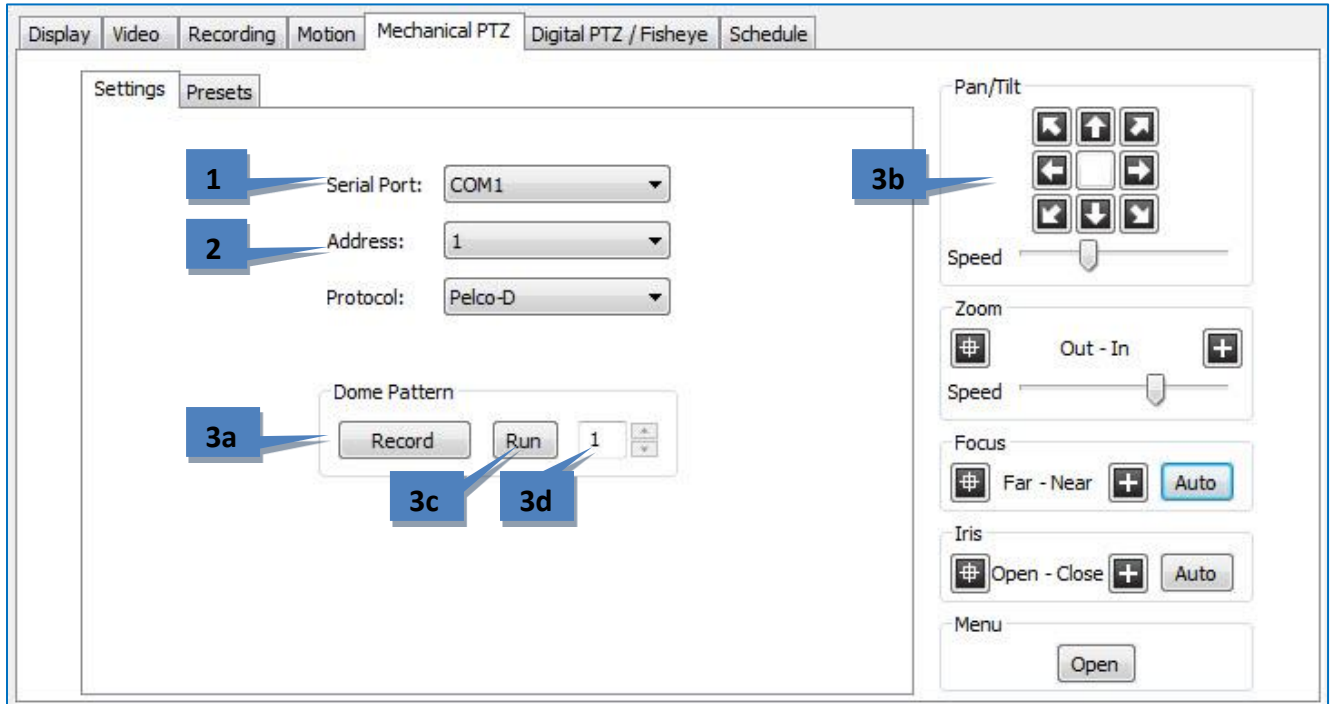 Display Video Recording Motion Mechanical PTZ Digital PTZ / Fisheye Schedule
Settings Presets
1 Serial Port: COM1
2 Address: 1
Protocol: Pelco-D
Dome Pattern
3a Record Run 1
3c 3d
Pan/Tilt
3b
Speed
Zoom
Out - In
Speed
Focus
Far - Near Auto
Iris
Open - Close Auto
Menu
Open